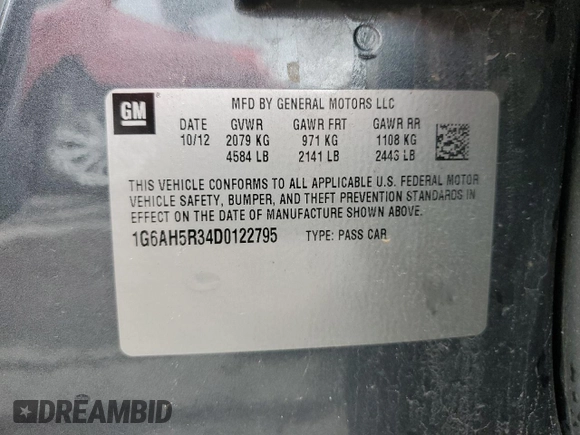 GM
MFD BY GENERAL MOTORS LLC
DATE GVWR GAWR FRT GAWR RR
10/12 2079 KG 971 KG 1108 KG
4584 LB 2141 LB 2443 LB
THIS VEHICLE CONFORMS TO ALL APPLICABLE U.S. FEDERAL MOTOR
VEHICLE SAFETY, BUMPER, AND THEFT PREVENTION STANDARDS IN
EFFECT ON THE DATE OF MANUFACTURE SHOWN ABOVE.
1G6AH5R34D0122795 TYPE: PASS CAR
DREAMBID